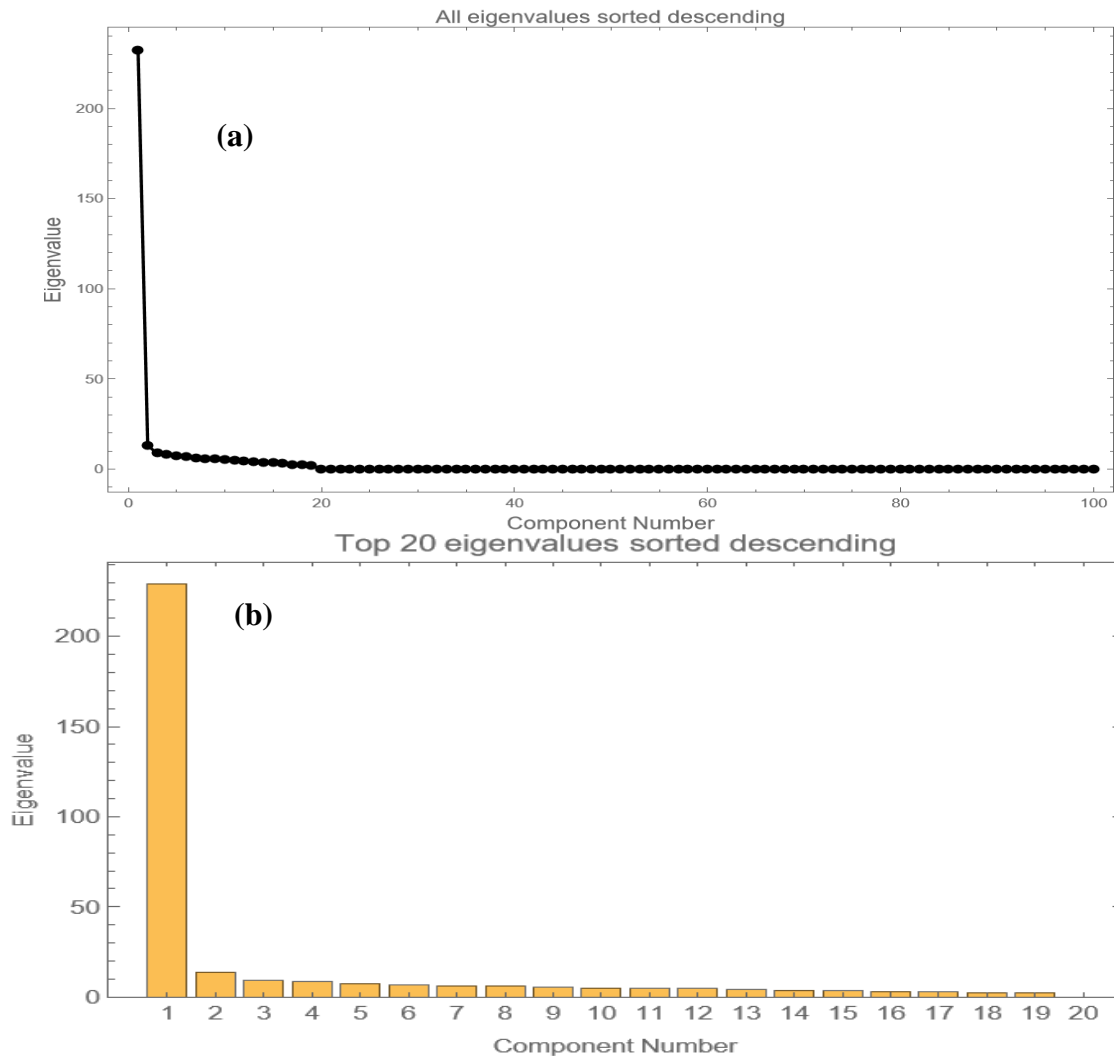 All eigenvalues sorted descending
200
(a)
150
Eigenvalue
100
50
0
0 20 40 60 80 100
Component Number
Top 20 eigenvalues sorted descending
(b)
200
150
Eigenvalue
100
50
0
1 2 3 4 5 6 7 8 9 10 11 12 13 14 15 16 17 18 19 20
Component Number